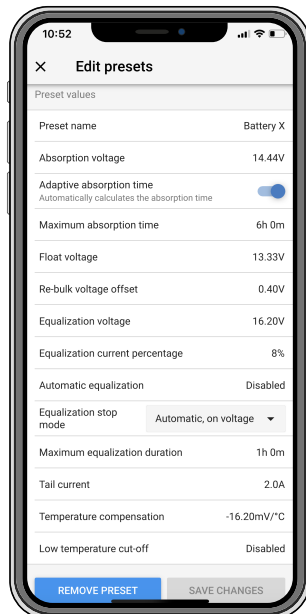 10:52
Edit presets
Preset values
Preset name Battery X
Absorption voltage 14.44V
Adaptive absorption time
Automatically calculates the absorption time
Maximum absorption time 6h 0m
Float voltage 13.33V
Re-bulk voltage offset 0.40V
Equalization voltage 16.20V
Equalization current percentage 8%
Automatic equalization Disabled
Equalization stop
mode Automatic, on voltage
Maximum equalization duration 1h 0m
Tail current 2.0A
Temperature compensation -16.20mV/°C
Low temperature cut-off Disabled
REMOVE PRESET SAVE CHANGES